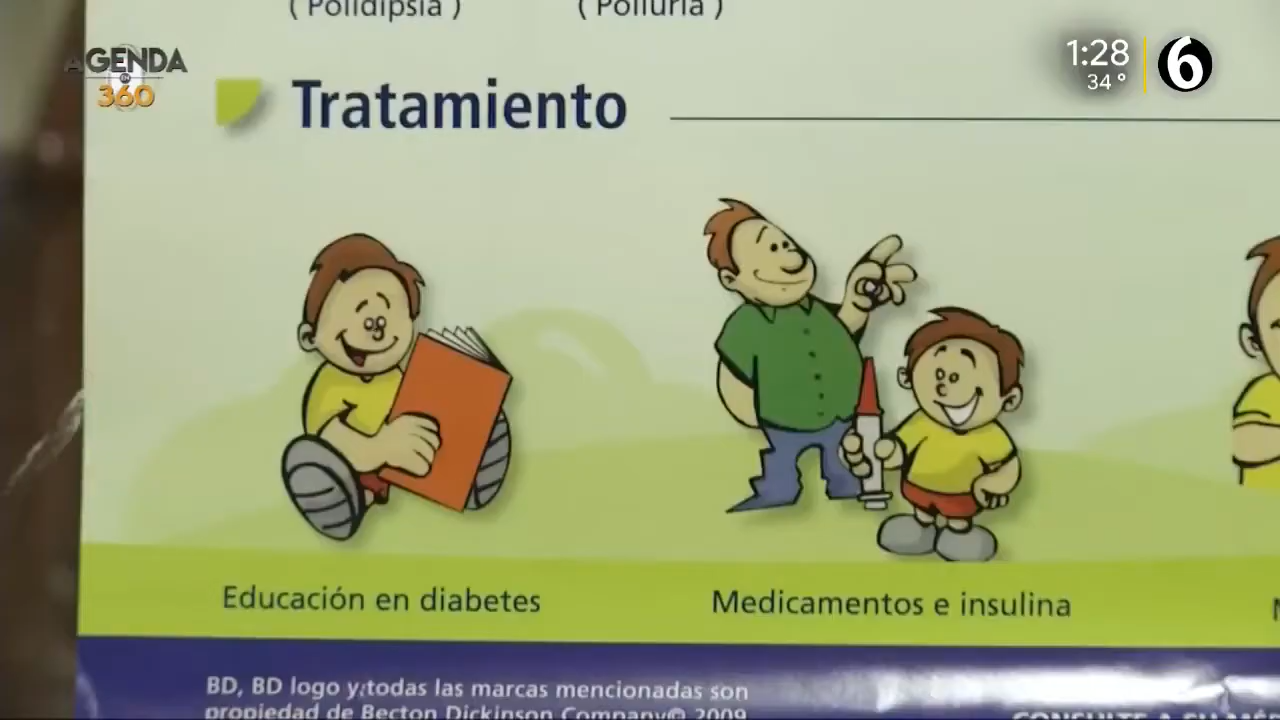 ( Polidipsia )
( Poliuria )
AGENDA
EN
360
1:28
34°
6
Tratamiento
Educación en diabetes
Medicamentos e insulina
BD, BD logo y todas las marcas mencionadas son
propiedad de Becton Dickinson Company© 2009